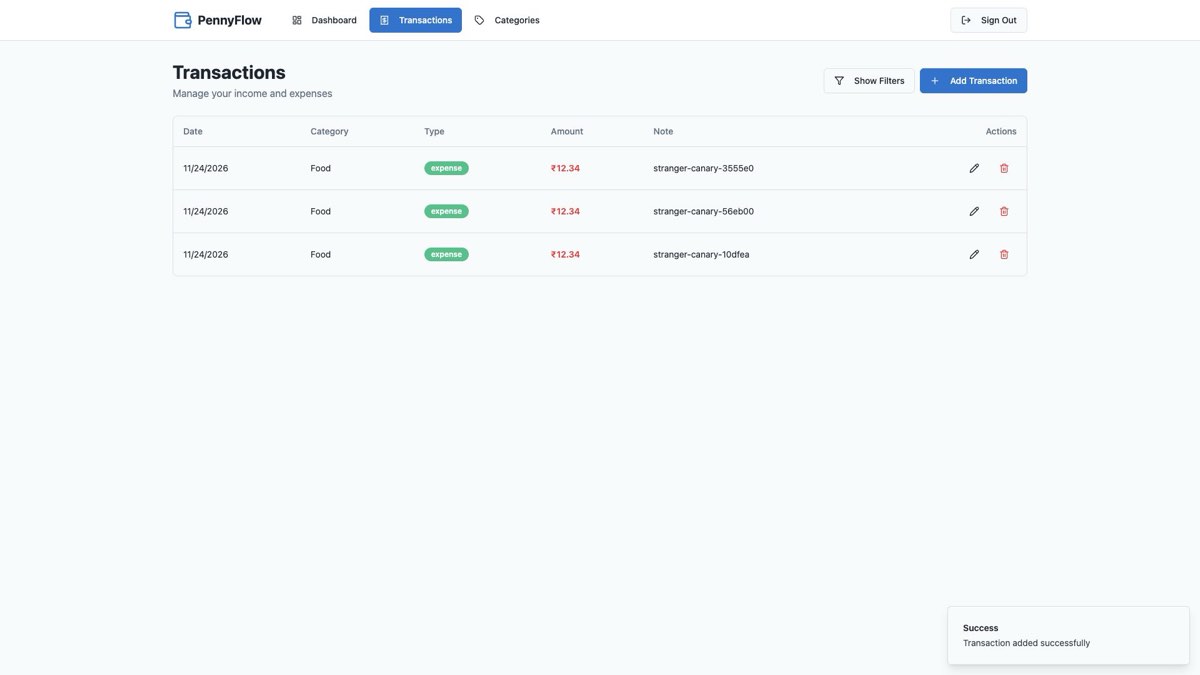 PennyFlow Dashboard Transactions Categories Sign Out
Transactions
Manage your income and expenses
Show Filters Add Transaction
Date Category Type Amount Note Actions
11/24/2026 Food expense ₹12.34 stranger-canary-3555e0
11/24/2026 Food expense ₹12.34 stranger-canary-56eb00
11/24/2026 Food expense ₹12.34 stranger-canary-10dfea
Success
Transaction added successfully